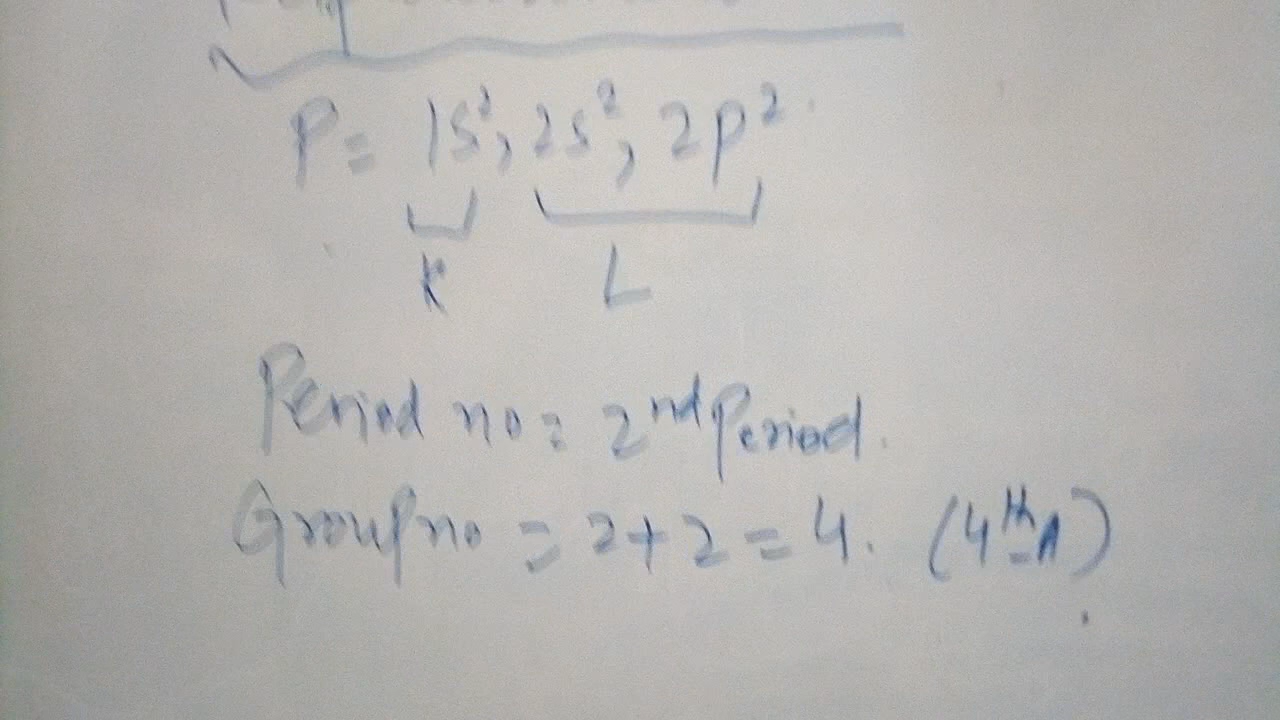 P = 1s², 2s², 2p²
K L
Period no = 2nd Period.
Group no = 2+2 = 4. (4th A)